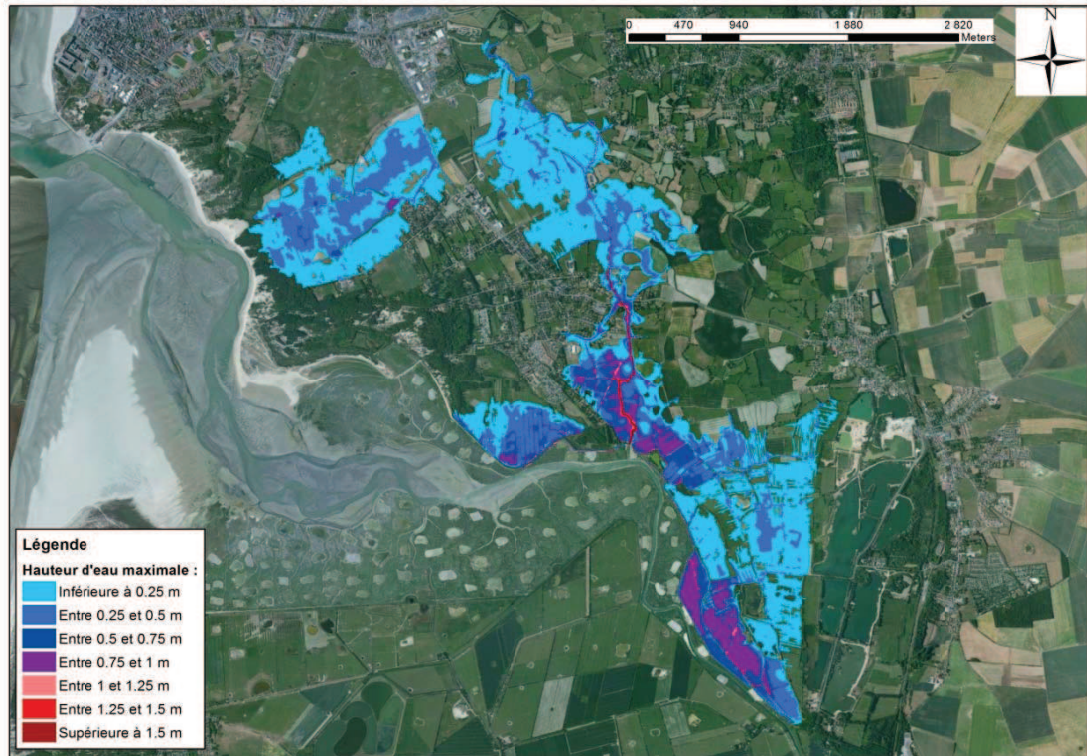 0 470 940 1 880 2 820
Meters
N
Légende
Hauteur d'eau maximale :
Inférieure à 0.25 m
Entre 0.25 et 0.5 m
Entre 0.5 et 0.75 m
Entre 0.75 et 1 m
Entre 1 et 1.25 m
Entre 1.25 et 1.5 m
Supérieure à 1.5 m